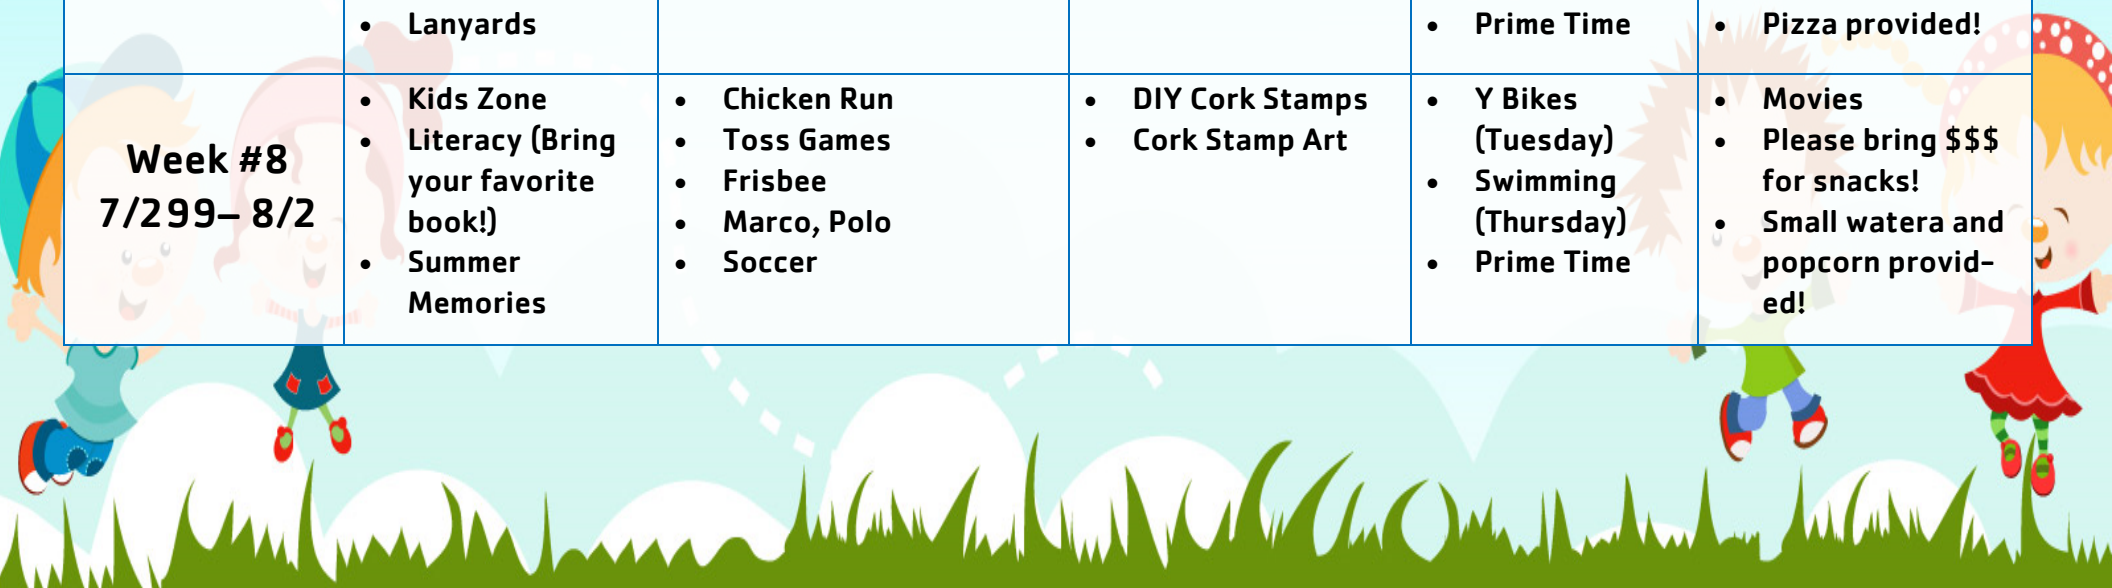 • Lanyards
• Prime Time
• Pizza provided!
Week #8
7/299– 8/2
• Kids Zone
• Literacy (Bring
your favorite
book!)
• Summer
Memories
• Chicken Run
• Toss Games
• Frisbee
• Marco, Polo
• Soccer
• DIY Cork Stamps
• Cork Stamp Art
• Y Bikes
(Tuesday)
• Swimming
(Thursday)
• Prime Time
• Movies
• Please bring $$$
for snacks!
• Small watera and
popcorn provid-
ed!